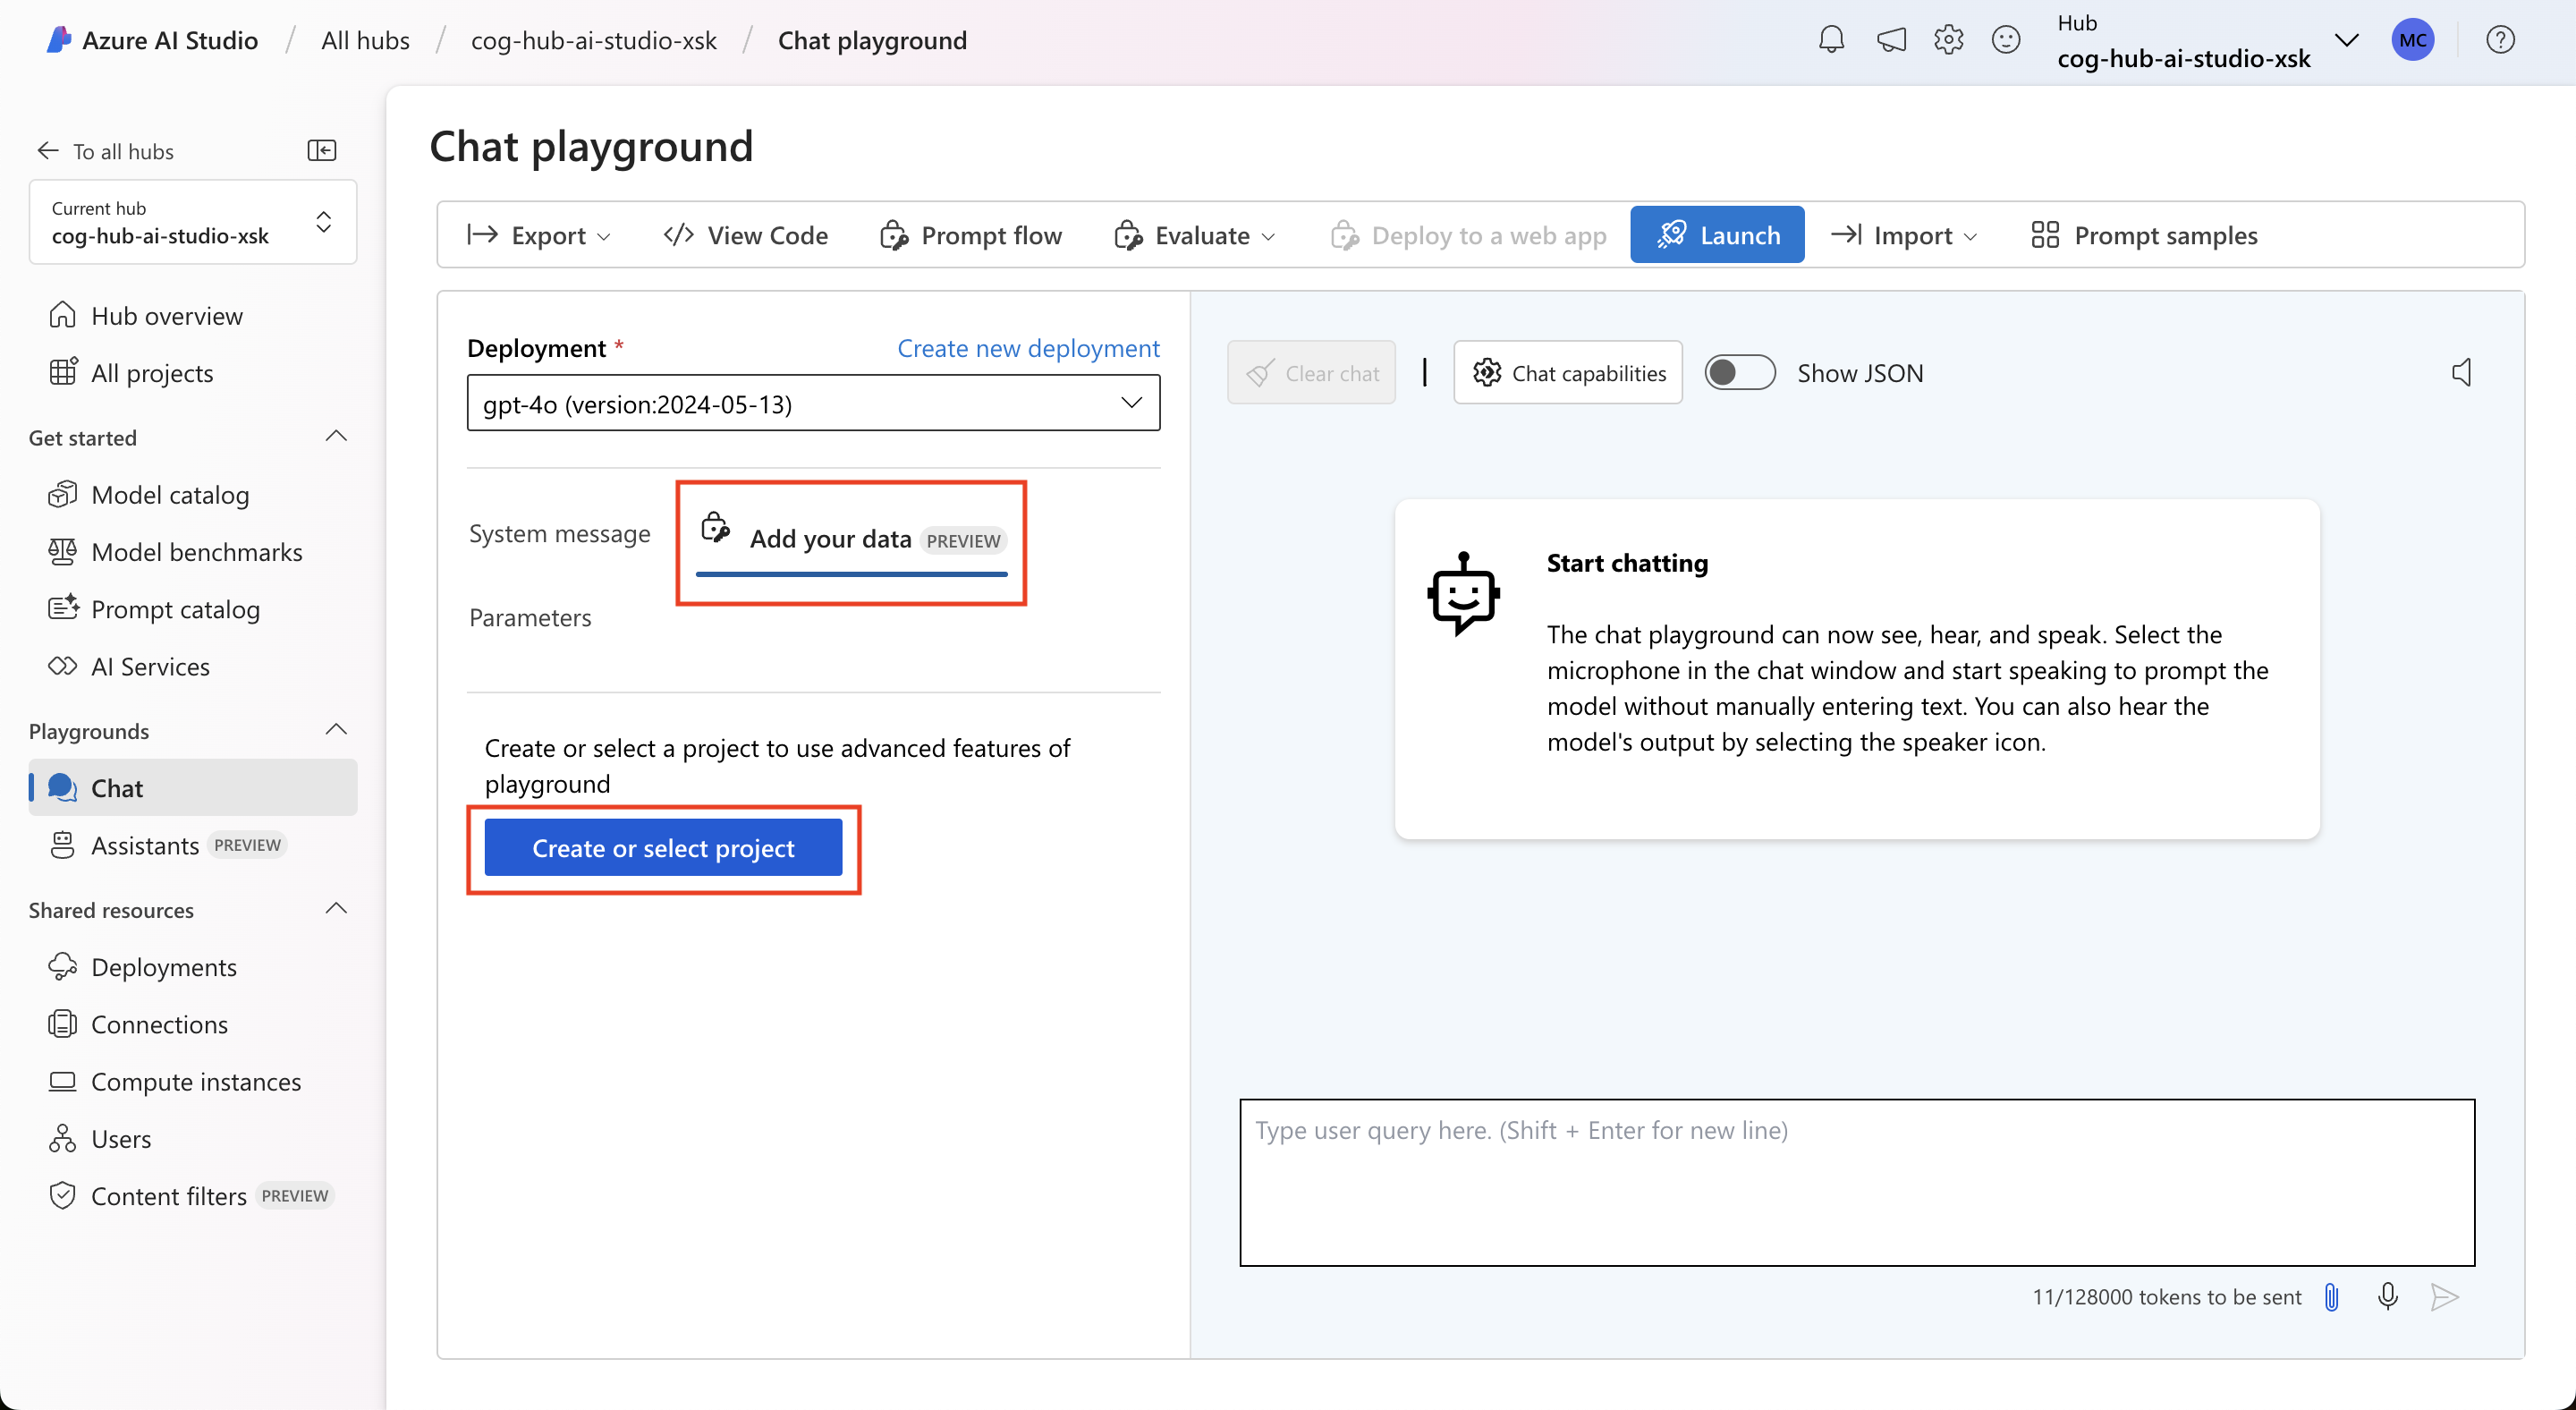 Azure AI Studio / All hubs / cog-hub-ai-studio-xsk / Chat playground
Hub
cog-hub-ai-studio-xsk
MC
To all hubs
Current hub
cog-hub-ai-studio-xsk
Hub overview
All projects
Get started
Model catalog
Model benchmarks
Prompt catalog
AI Services
Playgrounds
Chat
Assistants PREVIEW
Shared resources
Deployments
Connections
Compute instances
Users
Content filters PREVIEW
Chat playground
Export
View Code
Prompt flow
Evaluate
Deploy to a web app
Launch
Import
Prompt samples
Deployment *
Create new deployment
gpt-4o (version:2024-05-13)
System message
Add your data PREVIEW
Parameters
Create or select a project to use advanced features of
playground
Create or select project
Clear chat
Chat capabilities
Show JSON
Start chatting
The chat playground can now see, hear, and speak. Select the
microphone in the chat window and start speaking to prompt the
model without manually entering text. You can also hear the
model's output by selecting the speaker icon.
Type user query here. (Shift + Enter for new line)
11/128000 tokens to be sent